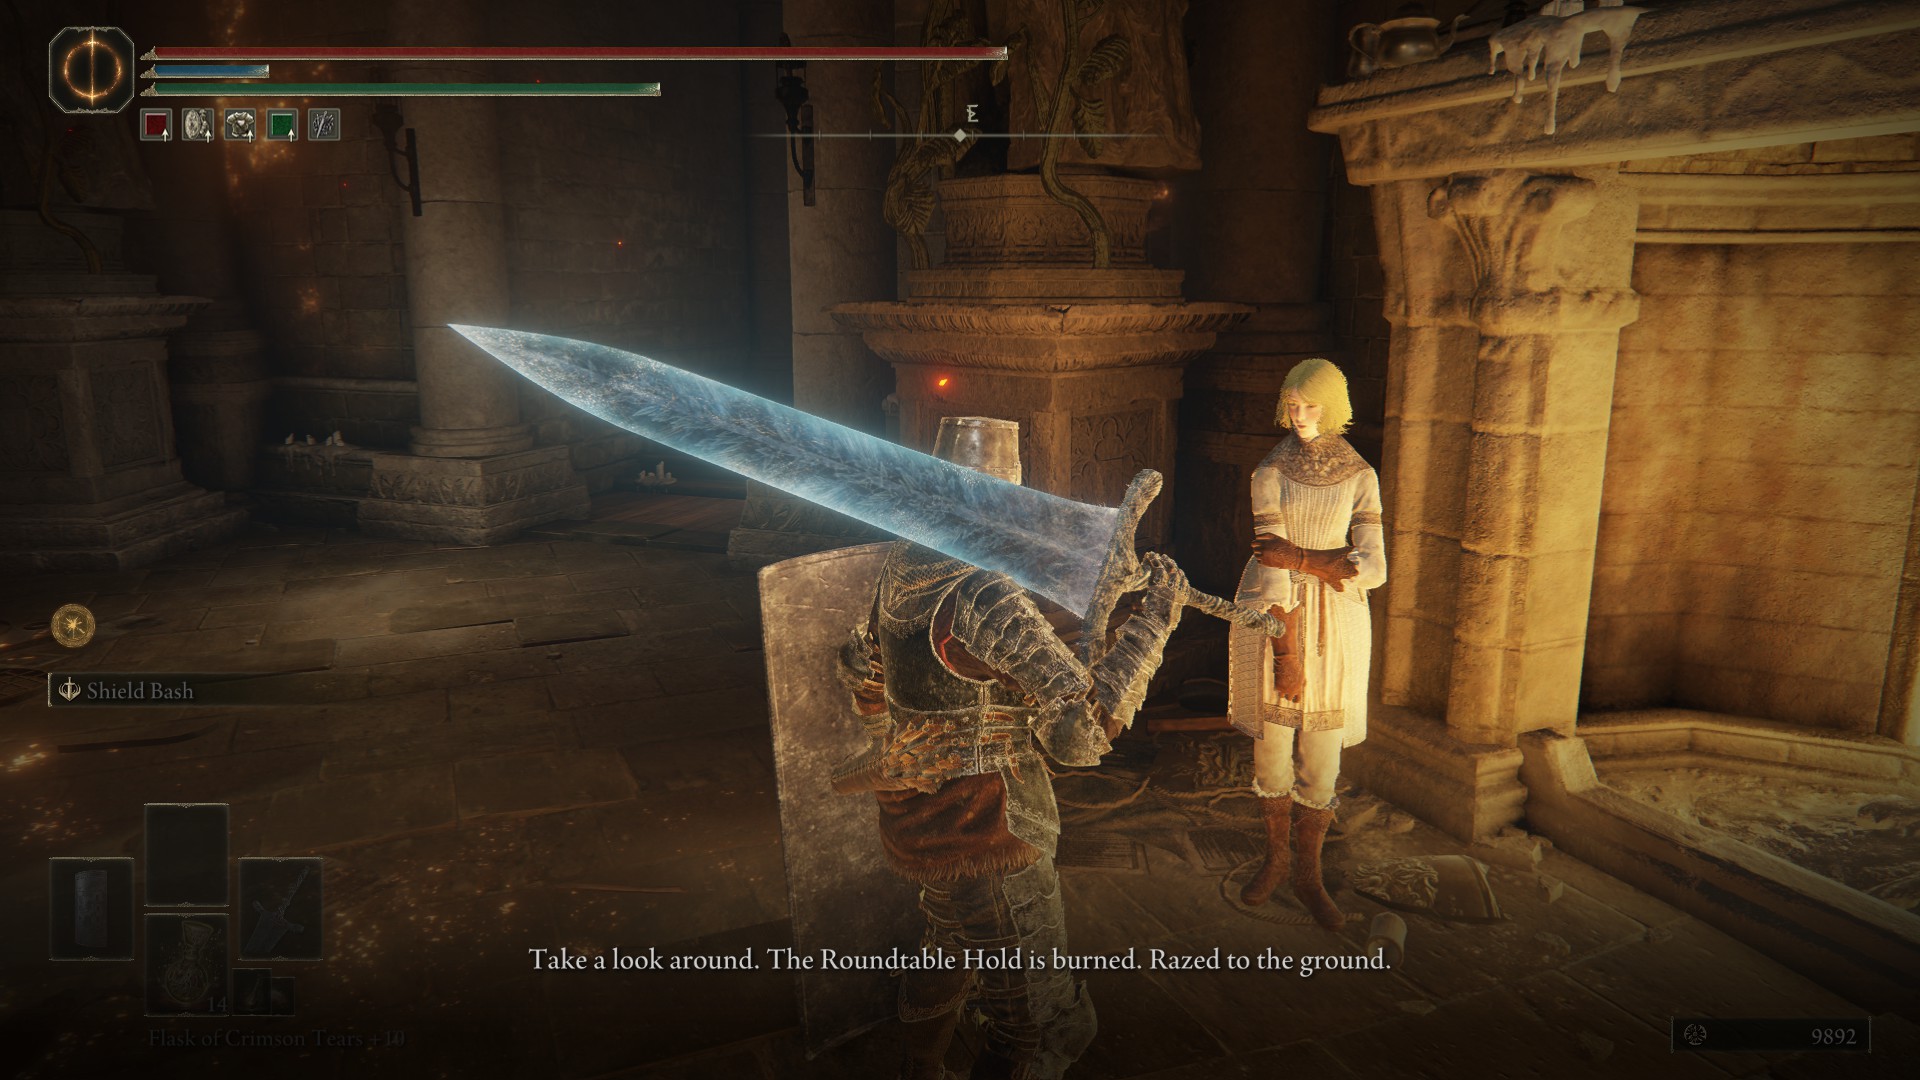 E
Shield Bash
14
Flask of Crimson Tears +10
Take a look around. The Roundtable Hold is burned. Razed to the ground.
9892